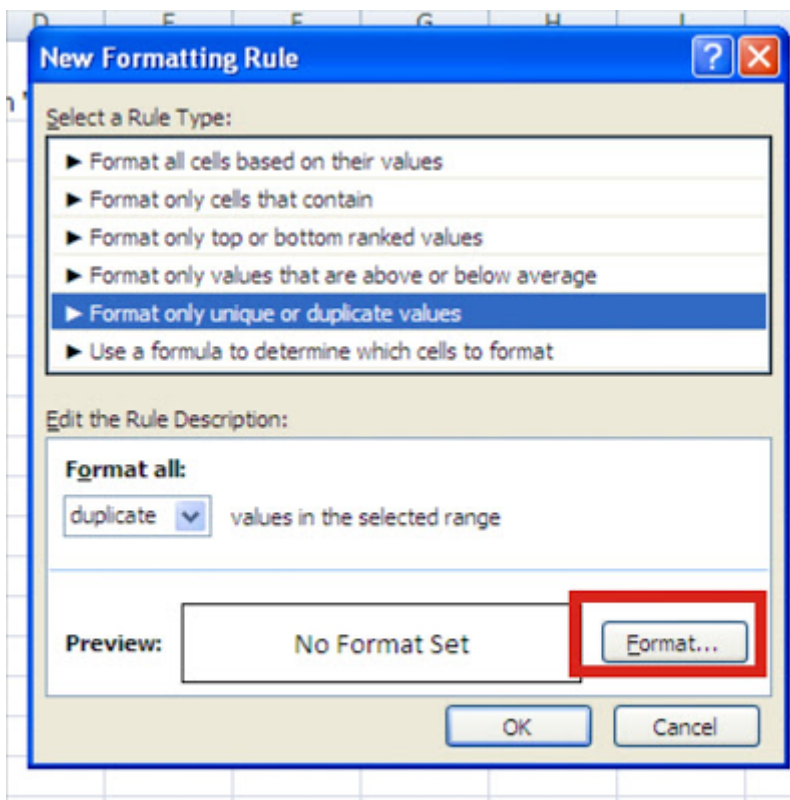 D E F G H I
New Formatting Rule
Select a Rule Type:
► Format all cells based on their values
► Format only cells that contain
► Format only top or bottom ranked values
► Format only values that are above or below average
► Format only unique or duplicate values
► Use a formula to determine which cells to format
Edit the Rule Description:
Format all:
duplicate values in the selected range
Preview: No Format Set Format...
OK Cancel